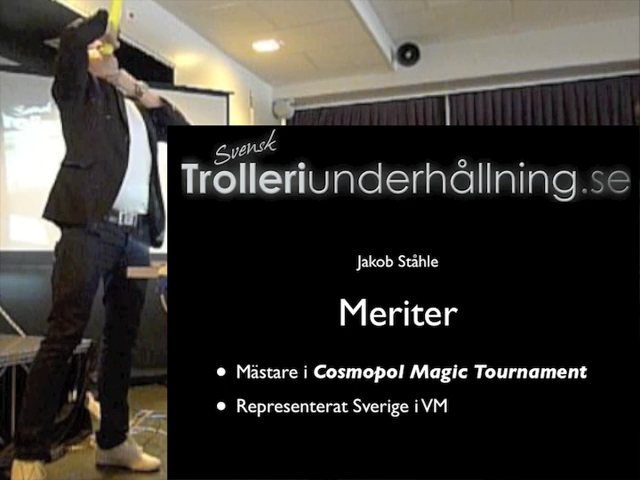 Svensk
Trolleriunderhållning.se
Jakob Ståhle
Meriter
• Mästare i Cosmopol Magic Tournament
• Representerat Sverige i VM